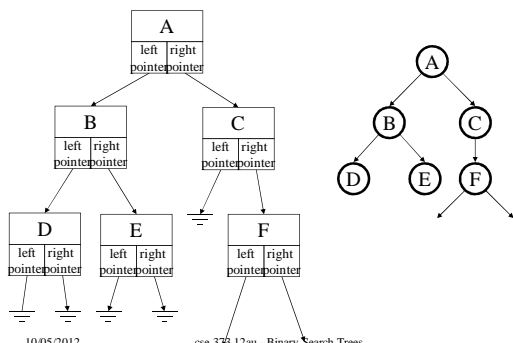 A
left right
pointer pointer
B
left right
pointer pointer
C
left right
pointer pointer
D
left right
pointer pointer
E
left right
pointer pointer
F
left right
pointer pointer
A
B C
D E F
10/05/2012
cse 373 12au - Binary Search Trees